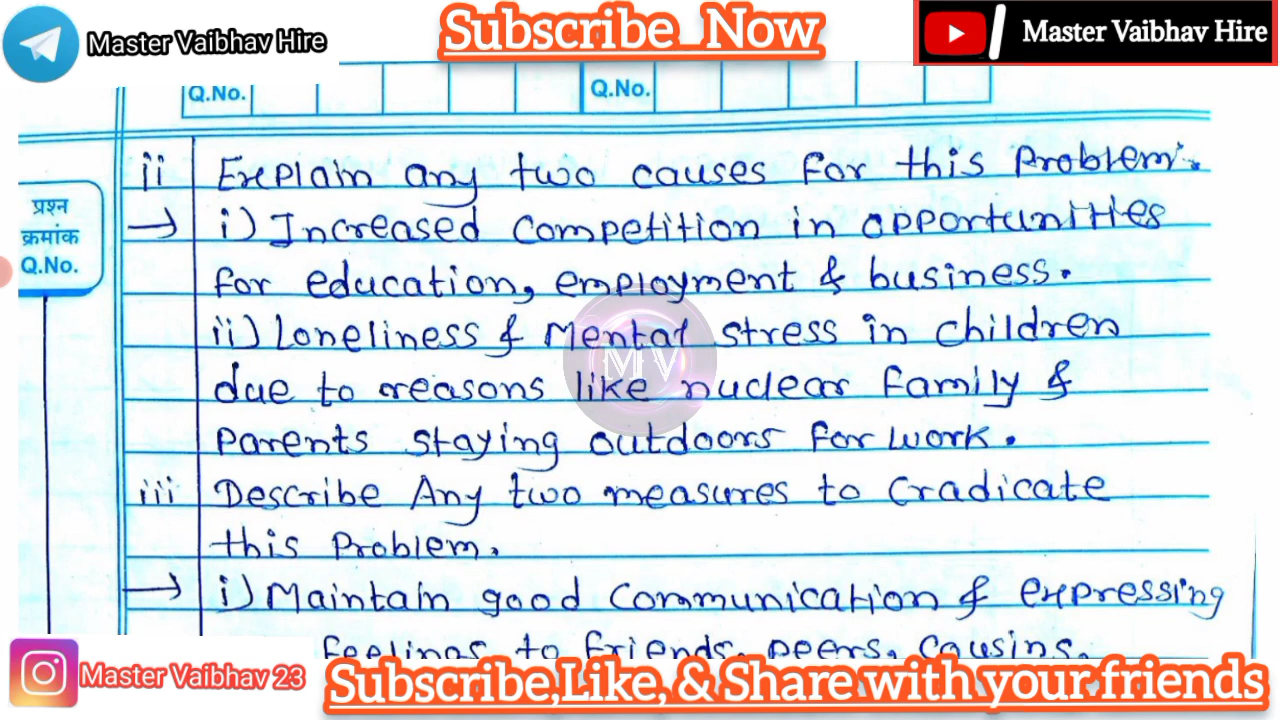 Master Vaibhav Hire
Subscribe Now
Master Vaibhav Hire
Q.No.
Q.No.
प्रश्न
क्रमांक
Q.No.
ii Explain any two causes for this Problem.
→ i) Increased competition in opportunities
for education, employment & business.
ii) Loneliness & Mental stress in children
due to reasons like nuclear family &
Parents staying outdoors for work.
iii Describe Any two measures to Eradicate
this Problem.
→ i) Maintain good communication & expressing
feelings to friends, peers, cousins.
MV
Master Vaibhav 23
Subscribe,Like, & Share with your friends